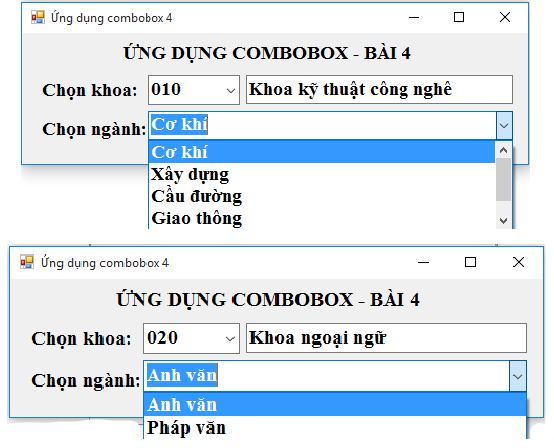 Ứng dụng combobox 4
ỨNG DỤNG COMBOBOX - BÀI 4
Chọn khoa: 010 Khoa kỹ thuật công nghê
Chọn ngành: Cơ khí
Cơ khí
Xây dựng
Cầu đường
Giao thông
Ứng dụng combobox 4
ỨNG DỤNG COMBOBOX - BÀI 4
Chọn khoa: 020 Khoa ngoại ngữ
Chọn ngành: Anh văn
Anh văn
Pháp văn